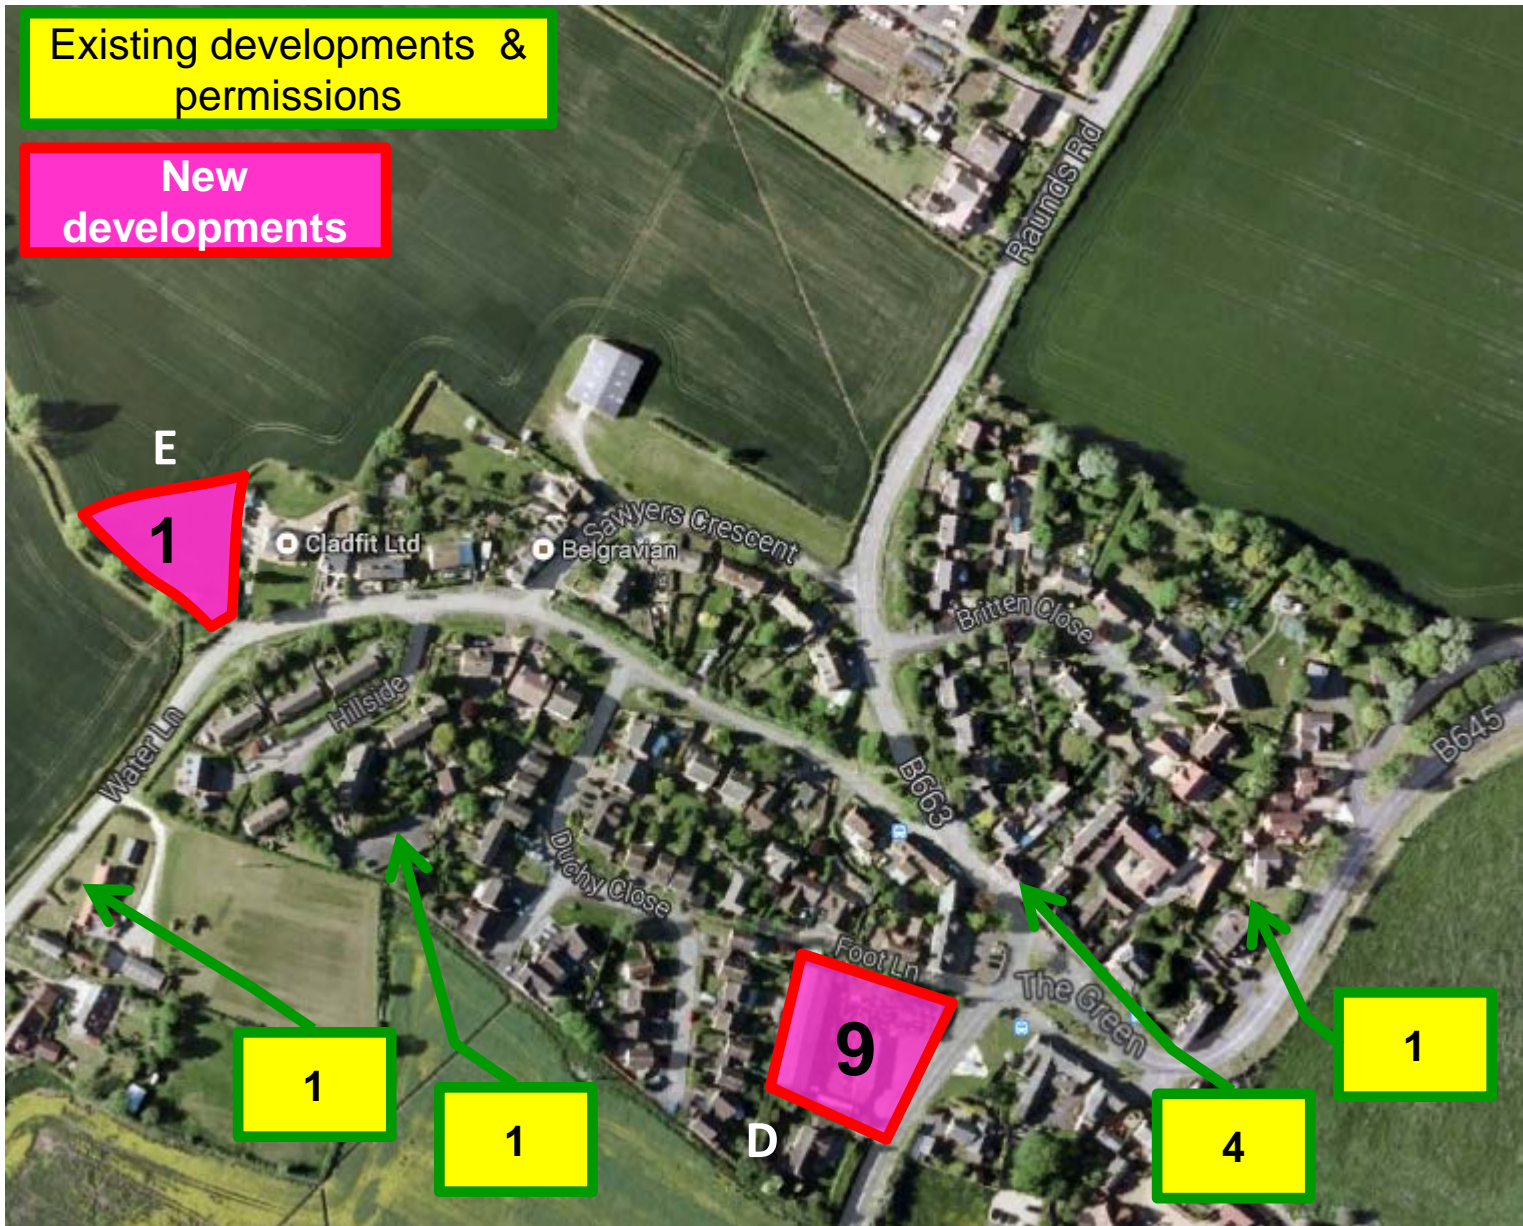 Existing developments &
permissions
New
developments
Raunds Rd
E
1
Cladfit Ltd
Sawyers Crescent
Belgravian
Britten Close
Hillside
Water Ln
B645
B663
Duchy Close
Foot Ln
The Green
9
1
1
D
1
4